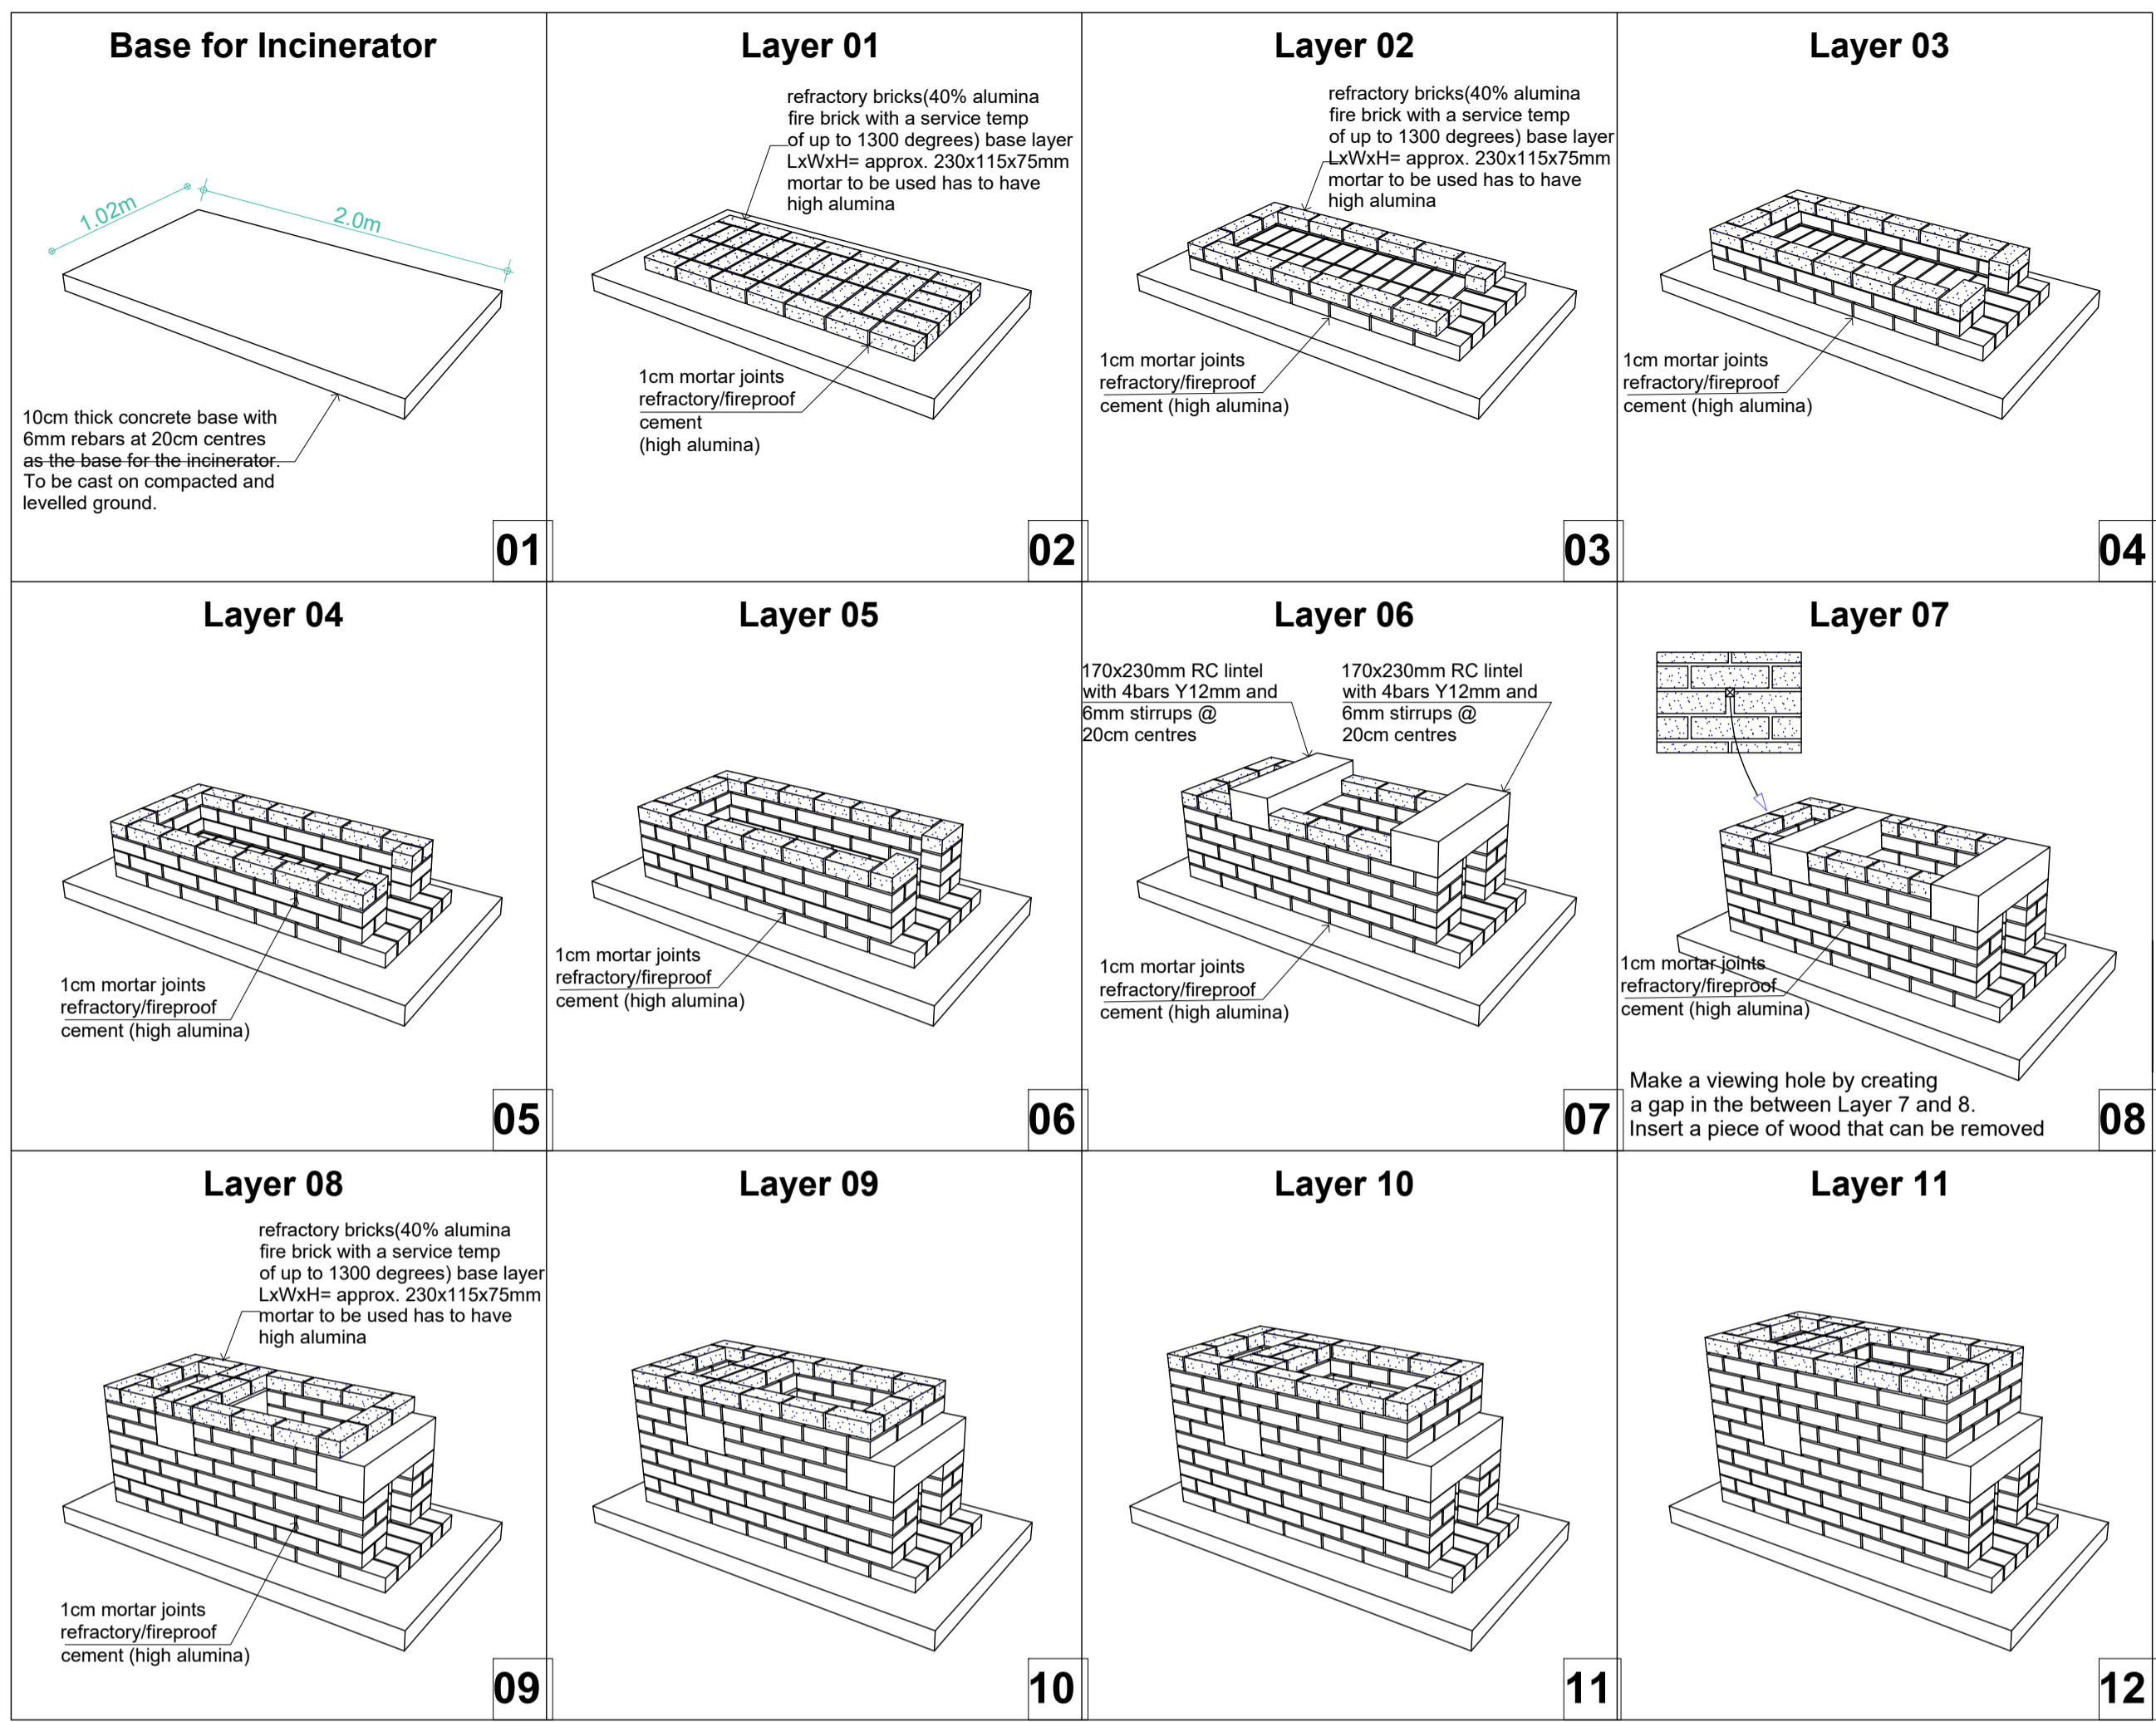 Base for Incinerator
1.02m
2.0m
10cm thick concrete base with
6mm rebars at 20cm centres
as the base for the incinerator.
To be cast on compacted and
levelled ground.
01
Layer 01
refractory bricks(40% alumina
fire brick with a service temp
of up to 1300 degrees) base layer
LxWxH= approx. 230x115x75mm
mortar to be used has to have
high alumina
1cm mortar joints
refractory/fireproof
cement
(high alumina)
02
Layer 02
refractory bricks(40% alumina
fire brick with a service temp
of up to 1300 degrees) base layer
LxWxH= approx. 230x115x75mm
mortar to be used has to have
high alumina
1cm mortar joints
refractory/fireproof
cement (high alumina)
03
Layer 03
1cm mortar joints
refractory/fireproof
cement (high alumina)
04
Layer 04
1cm mortar joints
refractory/fireproof
cement (high alumina)
05
Layer 05
1cm mortar joints
refractory/fireproof
cement (high alumina)
06
Layer 06
170x230mm RC lintel
with 4bars Y12mm and
6mm stirrups @
20cm centres
170x230mm RC lintel
with 4bars Y12mm and
6mm stirrups @
20cm centres
1cm mortar joints
refractory/fireproof
cement (high alumina)
07
Layer 07
1cm mortar joints
refractory/fireproof
cement (high alumina)
Make a viewing hole by creating
a gap in the between Layer 7 and 8.
Insert a piece of wood that can be removed
08
Layer 08
refractory bricks(40% alumina
fire brick with a service temp
of up to 1300 degrees) base layer
LxWxH= approx. 230x115x75mm
mortar to be used has to have
high alumina
1cm mortar joints
refractory/fireproof
cement (high alumina)
09
Layer 09
10
Layer 10
11
Layer 11
12